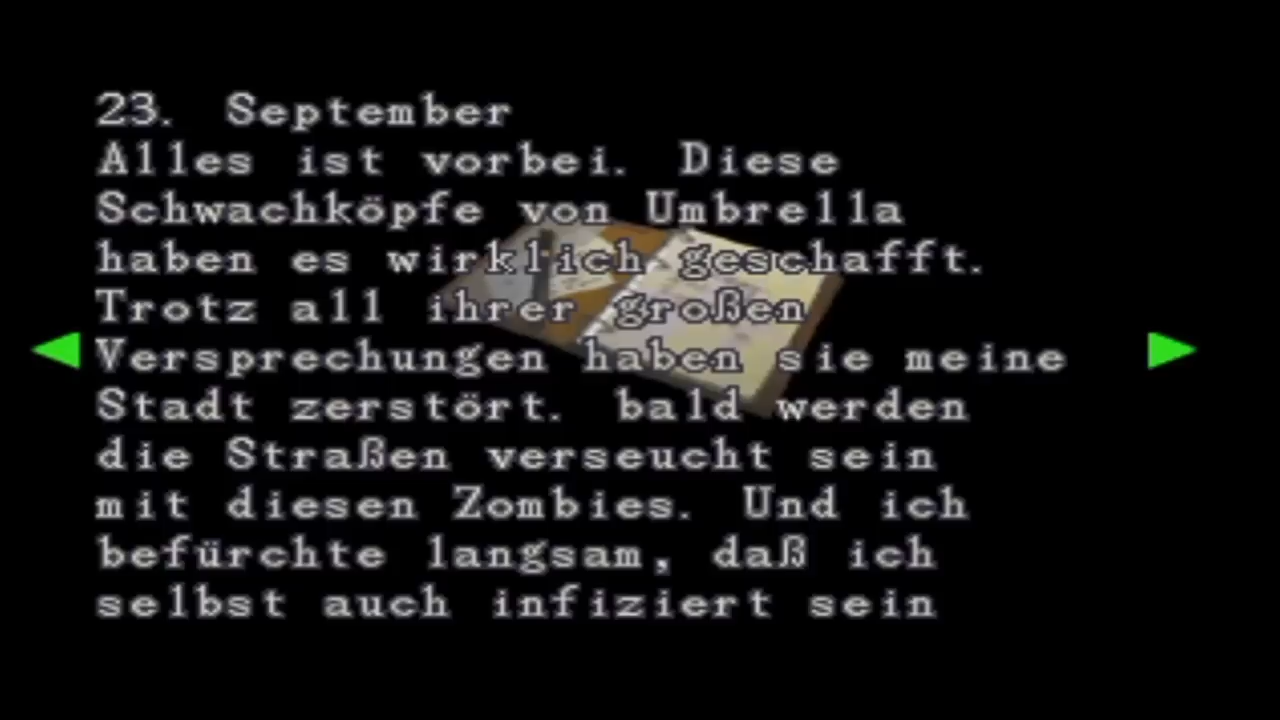 23. September
Alles ist vorbei. Diese
Schwachköpfe von Umbrella
haben es wirklich geschafft.
Trotz all ihrer großen
Versprechungen haben sie meine
Stadt zerstört. bald werden
die Straßen verseucht sein
mit diesen Zombies. Und ich
befürchte langsam, daß ich
selbst auch infiziert sein